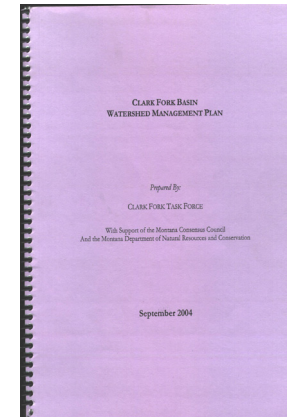 CLARK FORK BASIN
WATERSHED MANAGEMENT PLAN
Prepared By:
CLARK FORK TASK FORCE
With Support of the Montana Consensus Council
And the Montana Department of Natural Resources and Conservation
September 2004